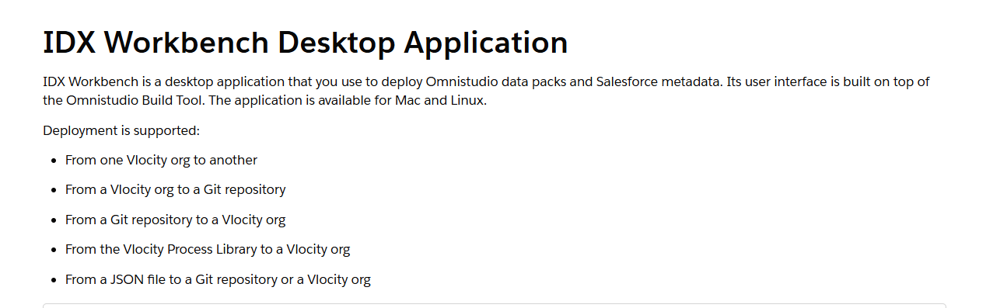 IDX Workbench Desktop Application
IDX Workbench is a desktop application that you use to deploy Omnistudio data packs and Salesforce metadata. Its user interface is built on top of
the Omnistudio Build Tool. The application is available for Mac and Linux.
Deployment is supported:
• From one Vlocity org to another
• From a Vlocity org to a Git repository
• From a Git repository to a Vlocity org
• From the Vlocity Process Library to a Vlocity org
• From a JSON file to a Git repository or a Vlocity org